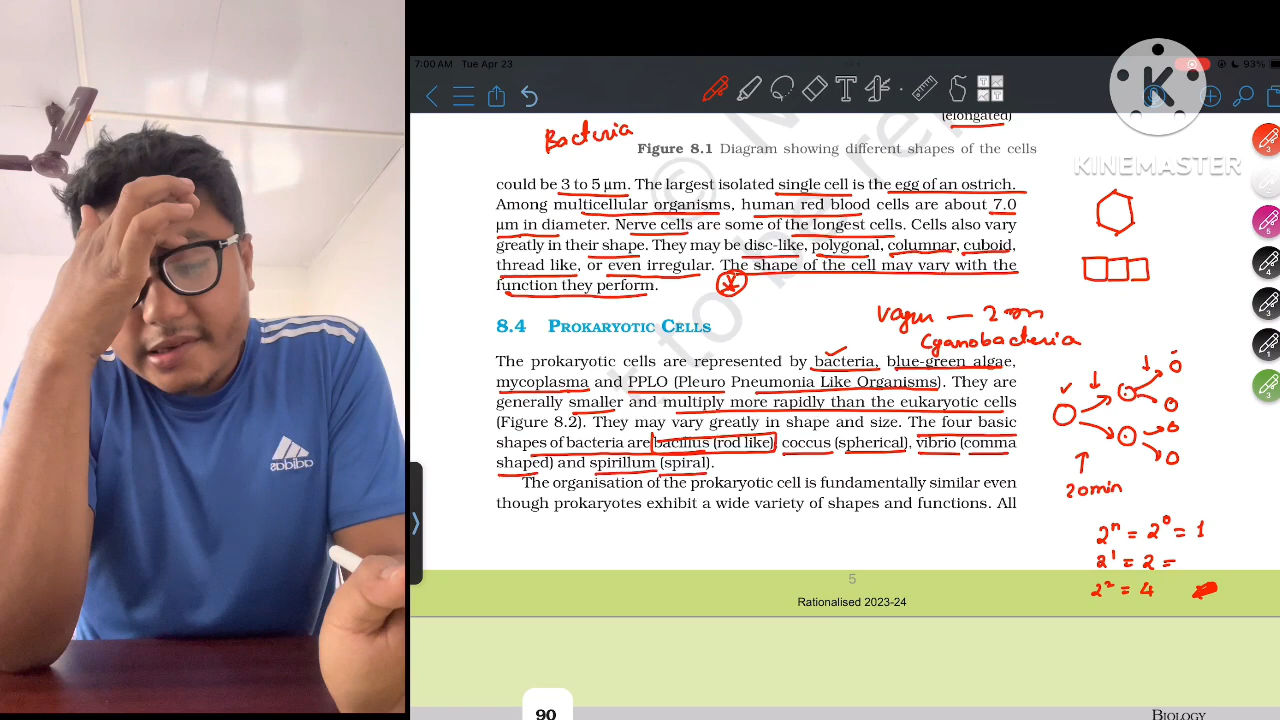 7:00 AM Tue Apr 23
93%
K
KINEMASTER
(elongated)
Bacteria
Figure 8.1 Diagram showing different shapes of the cells
could be 3 to 5 μm. The largest isolated single cell is the egg of an ostrich.
Among multicellular organisms, human red blood cells are about 7.0
μm in diameter. Nerve cells are some of the longest cells. Cells also vary
greatly in their shape. They may be disc-like, polygonal, columnar, cuboid,
thread like, or even irregular. The shape of the cell may vary with the
function they perform.
8.4 PROKARYOTIC CELLS
2
Cyanobacteria
The prokaryotic cells are represented by bacteria, blue-green algae,
mycoplasma and PPLO (Pleuro Pneumonia Like Organisms). They are
generally smaller and multiply more rapidly than the eukaryotic cells
(Figure 8.2). They may vary greatly in shape and size. The four basic
shapes of bacteria are bacillus (rod like), coccus (spherical), vibrio (comma
shaped) and spirillum (spiral).
The organisation of the prokaryotic cell is fundamentally similar even
though prokaryotes exhibit a wide variety of shapes and functions. All
20min
2ⁿ = 2⁰ = 1
2¹ = 2 =
2² = 4
5
Rationalised 2023-24
90
BIOLOGY
adidas